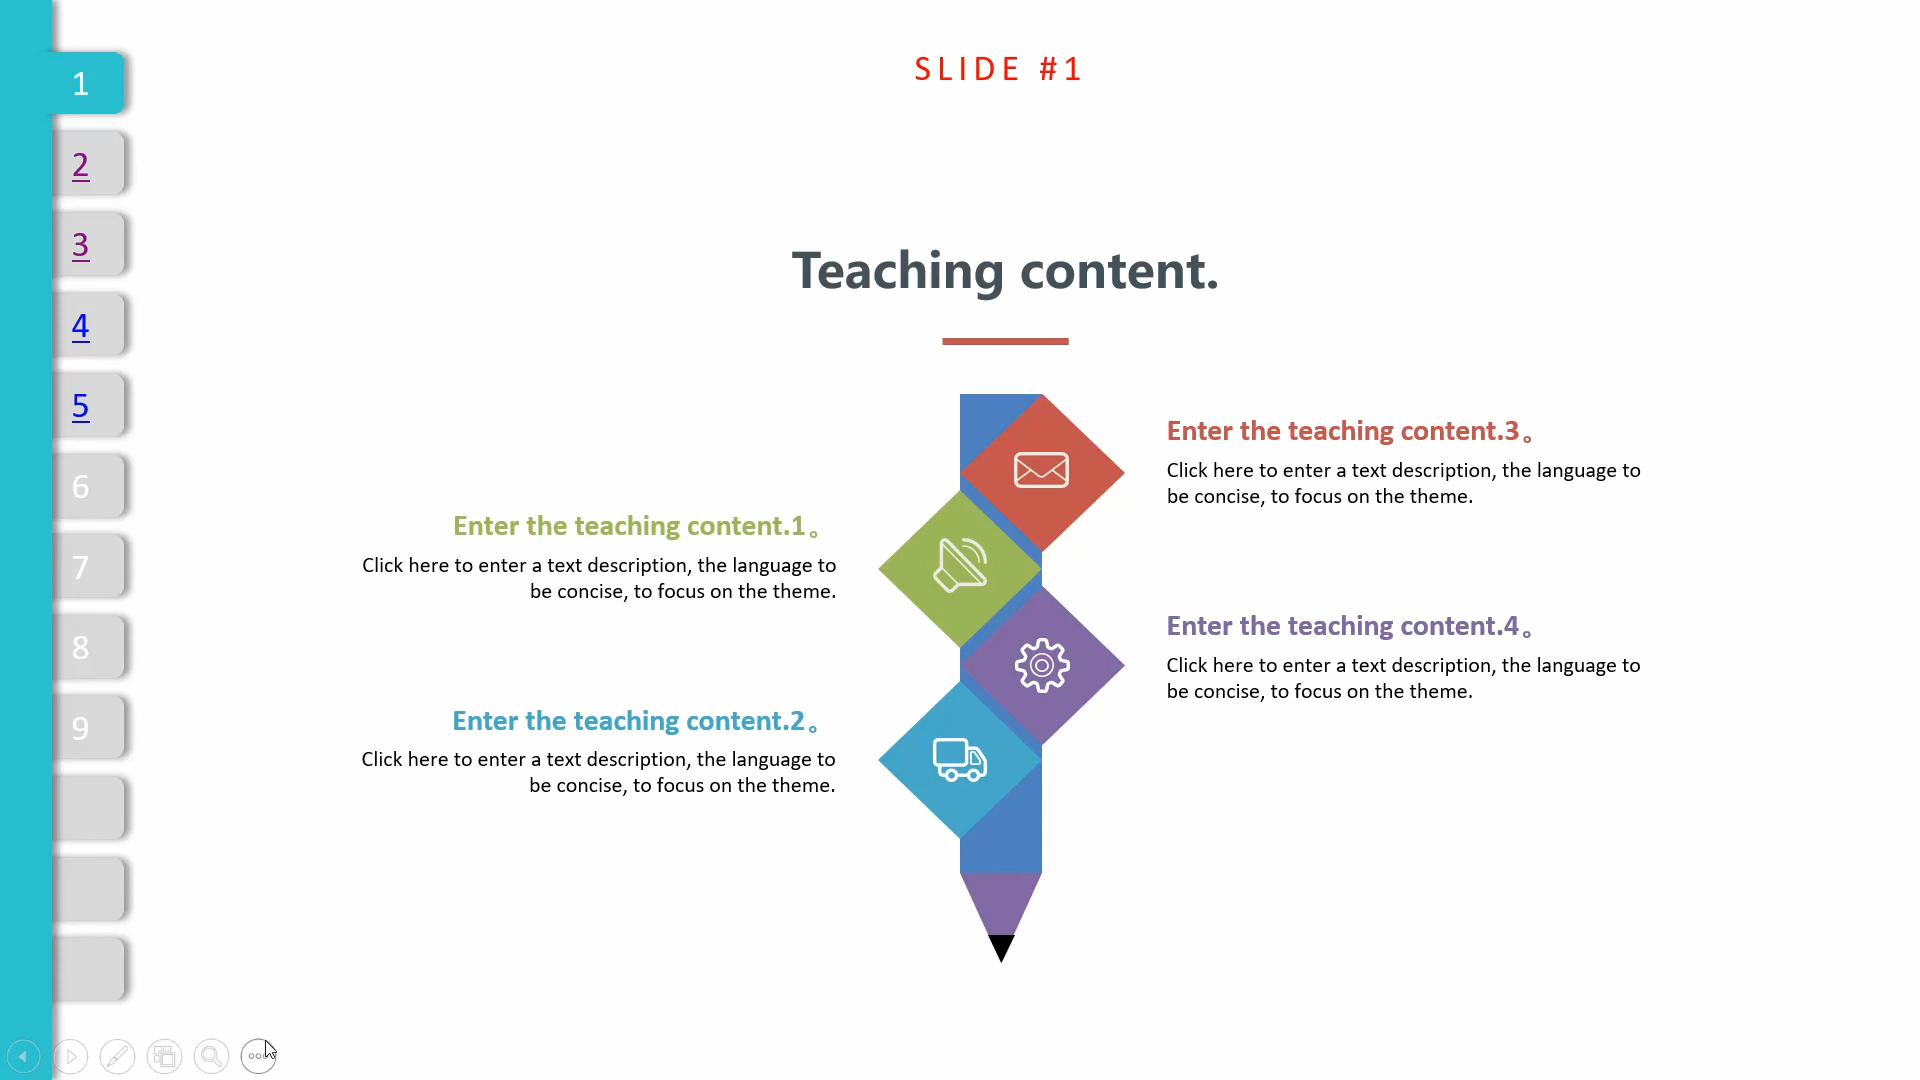 SLIDE #1
1
2
3
4
5
6
7
8
9
Teaching content.
Enter the teaching content.3。
Click here to enter a text description, the language to
be concise, to focus on the theme.
Enter the teaching content.1。
Click here to enter a text description, the language to
be concise, to focus on the theme.
Enter the teaching content.4。
Click here to enter a text description, the language to
be concise, to focus on the theme.
Enter the teaching content.2。
Click here to enter a text description, the language to
be concise, to focus on the theme.